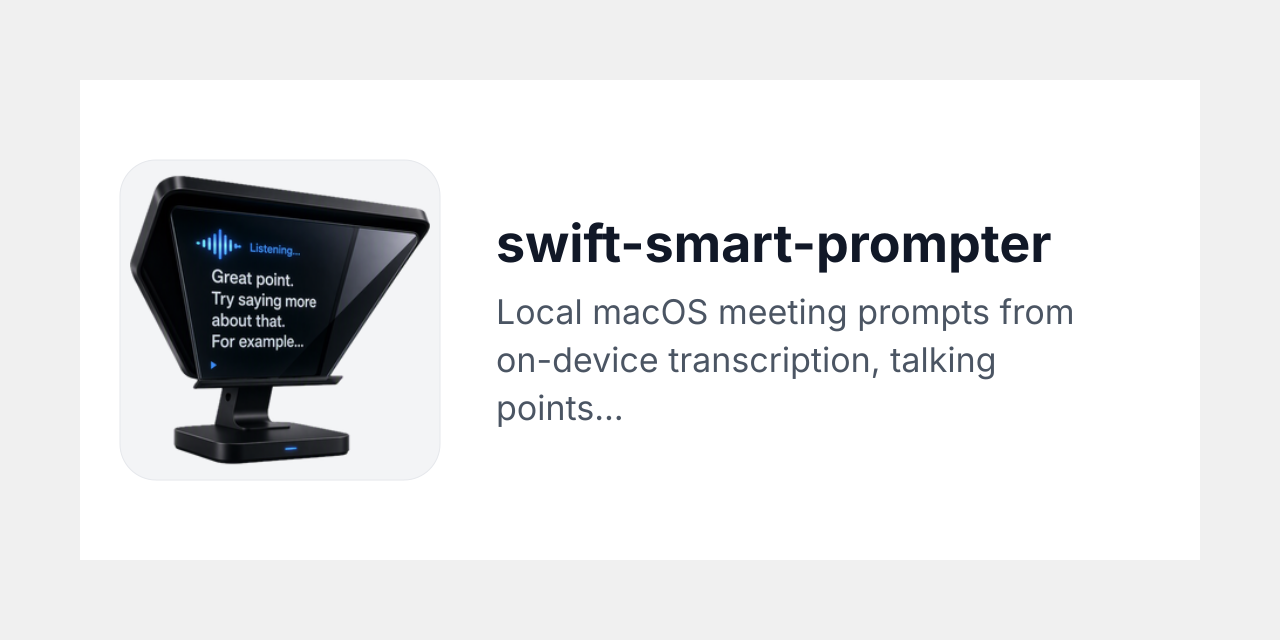 Listening...
Great point.
Try saying more
about that.
For example...
swift-smart-prompter
Local macOS meeting prompts from
on-device transcription, talking
points...